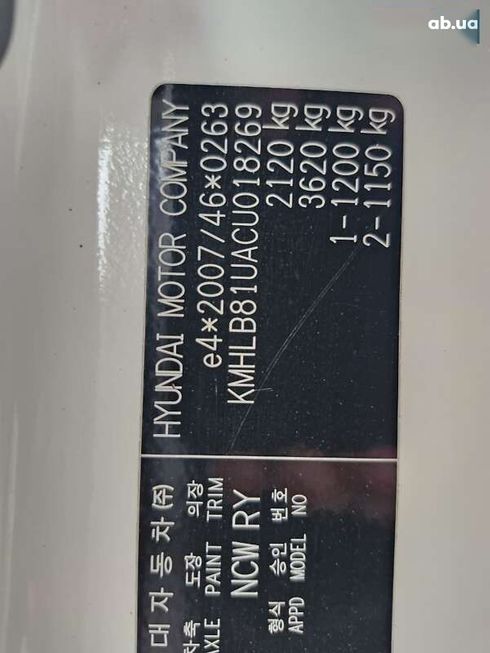 ab.ua
HYUNDAI MOTOR COMPANY
e4*2007/46*0263
KMHLB81UACU018269
2120 kg
3620 kg
1- 1200 kg
2- 1150 kg
대자동차(주)
차축 도장 의장
AXLE PAINT TRIM
NCW RY
형식 승인 번호
APPD MODEL NO